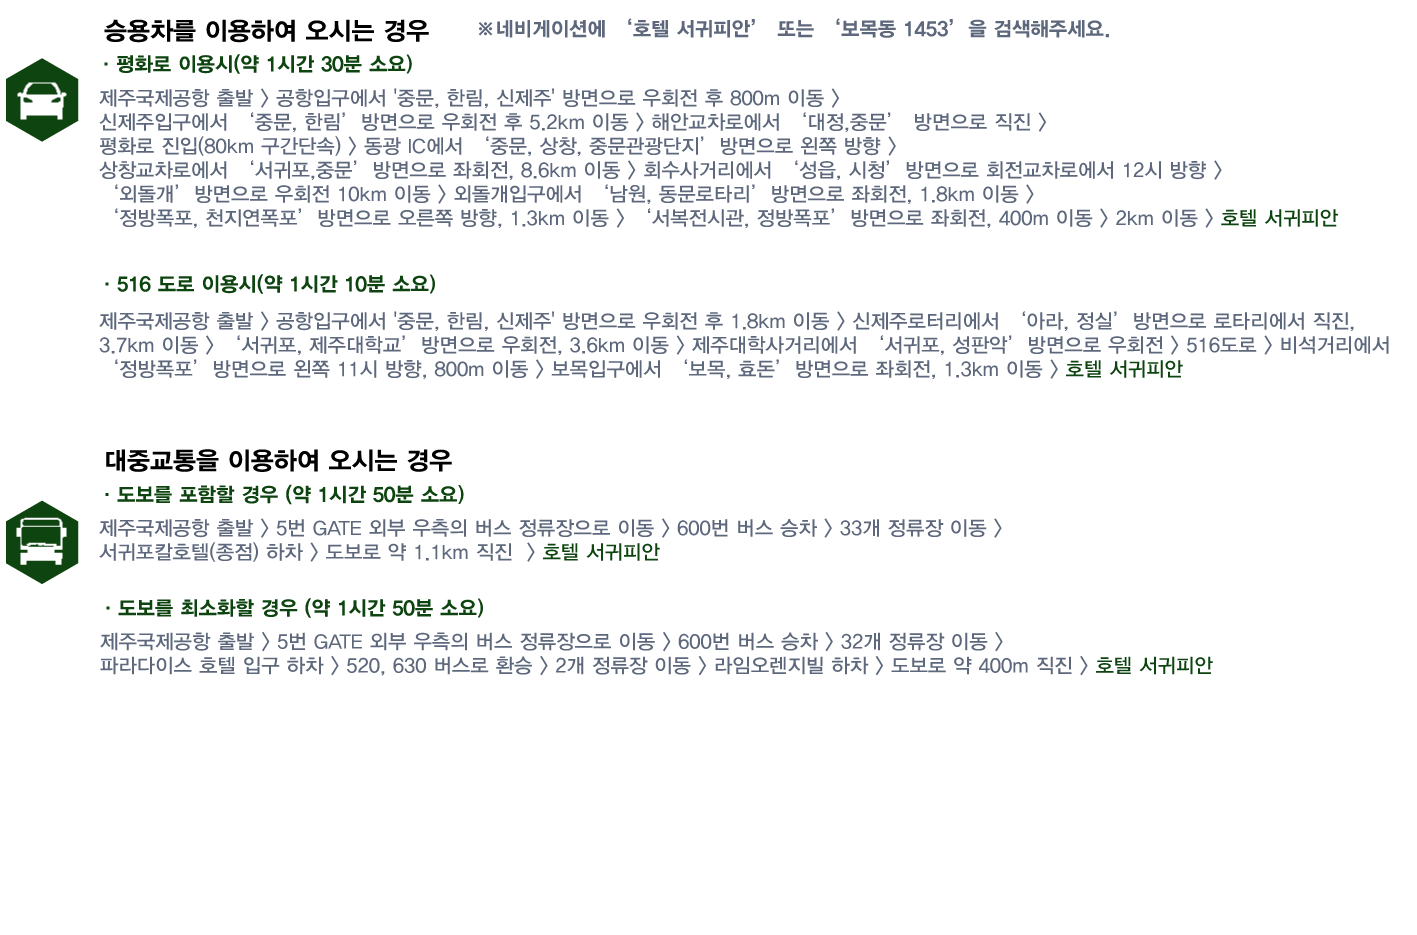 승용차를 이용하여 오시는 경우 ※네비게이션에 ‘호텔 서귀피안’ 또는 ‘보목동 1453’을 검색해주세요.
· 평화로 이용시(약 1시간 30분 소요)
제주국제공항 출발 > 공항입구에서 '중문, 한림, 신제주' 방면으로 우회전 후 800m 이동 >
신제주입구에서 ‘중문, 한림’방면으로 우회전 후 5.2km 이동 > 해안교차로에서 ‘대정,중문’ 방면으로 직진 >
평화로 진입(80km 구간단속) > 동광 IC에서 ‘중문, 상창, 중문관광단지’방면으로 왼쪽 방향 >
상창교차로에서 ‘서귀포,중문’방면으로 좌회전, 8.6km 이동 > 회수사거리에서 ‘성읍, 시청’방면으로 회전교차로에서 12시 방향 >
‘외돌개’방면으로 우회전 10km 이동 > 외돌개입구에서 ‘남원, 동문로타리’방면으로 좌회전, 1.8km 이동 >
‘정방폭포, 천지연폭포’방면으로 오른쪽 방향, 1.3km 이동 > ‘서복전시관, 정방폭포’방면으로 좌회전, 400m 이동 > 2km 이동 > 호텔 서귀피안
· 516 도로 이용시(약 1시간 10분 소요)
제주국제공항 출발 > 공항입구에서 '중문, 한림, 신제주' 방면으로 우회전 후 1.8km 이동 > 신제주로터리에서 ‘아라, 정실’방면으로 로타리에서 직진,
3.7km 이동 > ‘서귀포, 제주대학교’방면으로 우회전, 3.6km 이동 > 제주대학사거리에서 ‘서귀포, 성판악’방면으로 우회전 > 516도로 > 비석거리에서
‘정방폭포’방면으로 왼쪽 11시 방향, 800m 이동 > 보목입구에서 ‘보목, 효돈’방면으로 좌회전, 1.3km 이동 > 호텔 서귀피안
대중교통을 이용하여 오시는 경우
· 도보를 포함할 경우 (약 1시간 50분 소요)
제주국제공항 출발 > 5번 GATE 외부 우측의 버스 정류장으로 이동 > 600번 버스 승차 > 33개 정류장 이동 >
서귀포칼호텔(종점) 하차 > 도보로 약 1.1km 직진 > 호텔 서귀피안
· 도보를 최소화할 경우 (약 1시간 50분 소요)
제주국제공항 출발 > 5번 GATE 외부 우측의 버스 정류장으로 이동 > 600번 버스 승차 > 32개 정류장 이동 >
파라다이스 호텔 입구 하차 > 520, 630 버스로 환승 > 2개 정류장 이동 > 라임오렌지빌 하차 > 도보로 약 400m 직진 > 호텔 서귀피안